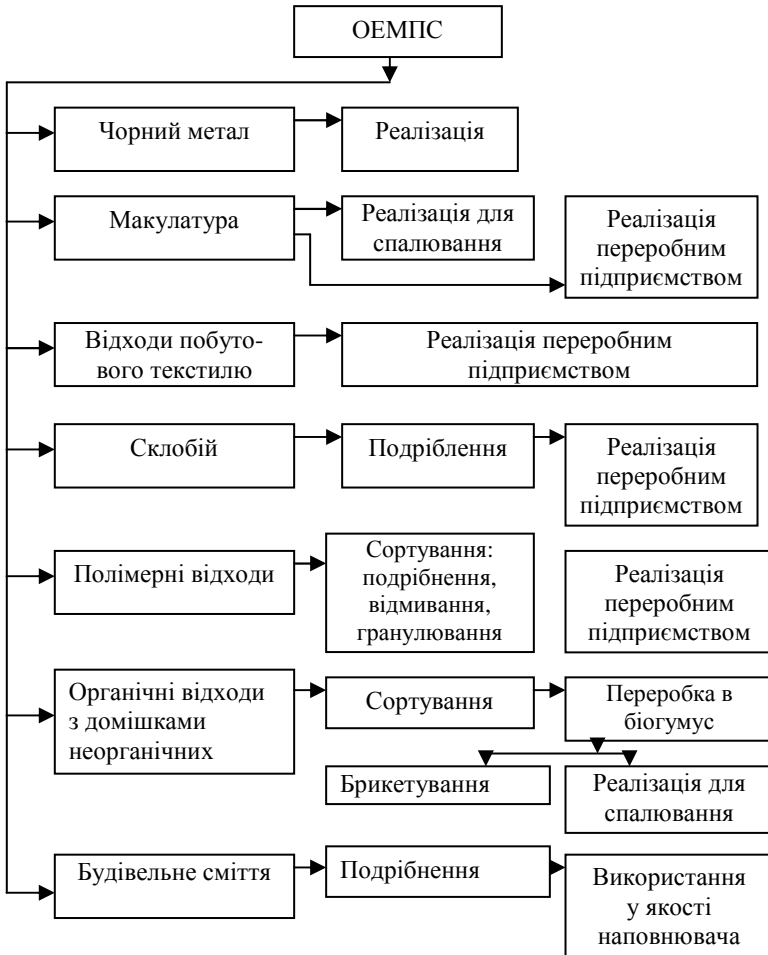 ОЕМПС
Чорний метал
Реалізація
Макулатура
Реалізація для
спалювання
Реалізація
переробним
підприємством
Відходи побуто-
вого текстилю
Реалізація переробним
підприємством
Склобій
Подріблення
Реалізація
переробним
підприємством
Полімерні відходи
Сортування:
подрібнення,
відмивання,
гранулювання
Реалізація
переробним
підприємством
Органічні відходи
з домішками
неорганічних
Сортування
Переробка в
біогумус
Брикетування
Реалізація для
спалювання
Будівельне сміття
Подрібнення
Використання
у якості
наповнювача